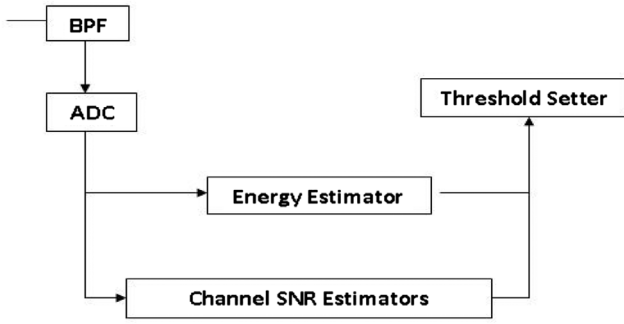 BPF
ADC
Threshold Setter
Energy Estimator
Channel SNR Estimators